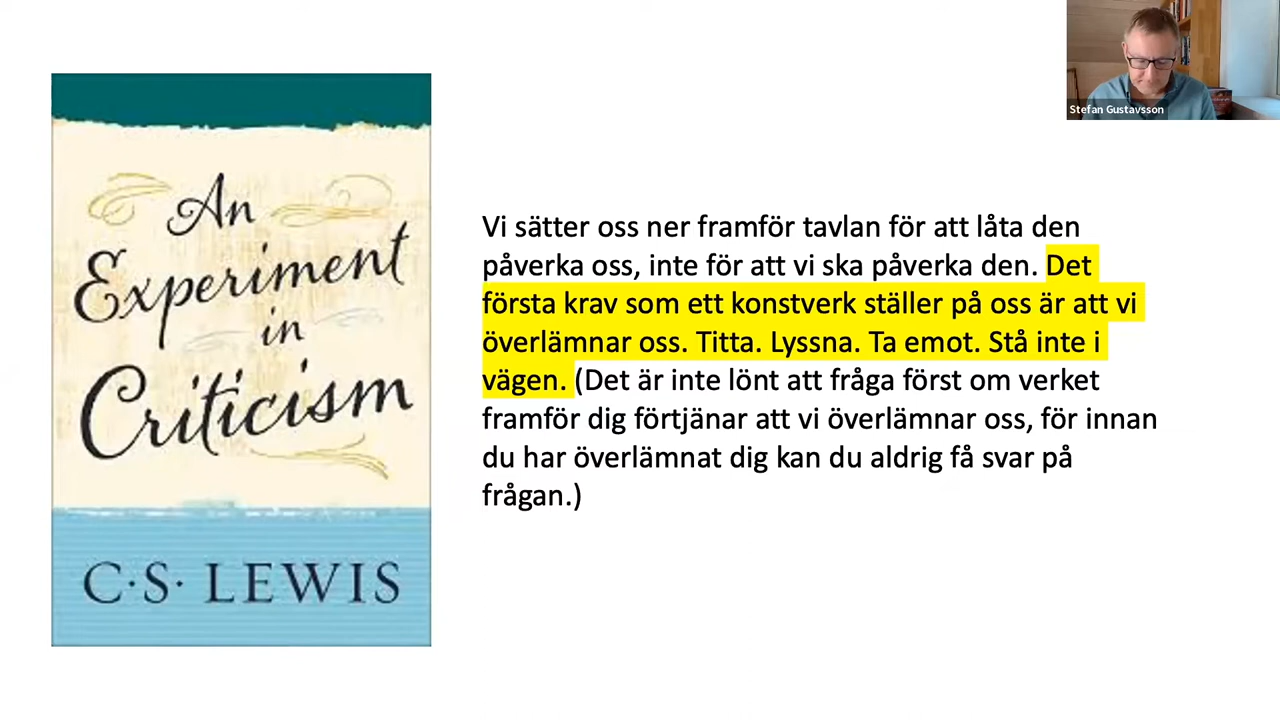 Stefan Gustavsson
An
Experiment
in
Criticism
C·S· LEWIS
Vi sätter oss ner framför tavlan för att låta den
påverka oss, inte för att vi ska påverka den. Det
första krav som ett konstverk ställer på oss är att vi
överlämnar oss. Titta. Lyssna. Ta emot. Stå inte i
vägen. (Det är inte lönt att fråga först om verket
framför dig förtjänar att vi överlämnar oss, för innan
du har överlämnat dig kan du aldrig få svar på
frågan.)